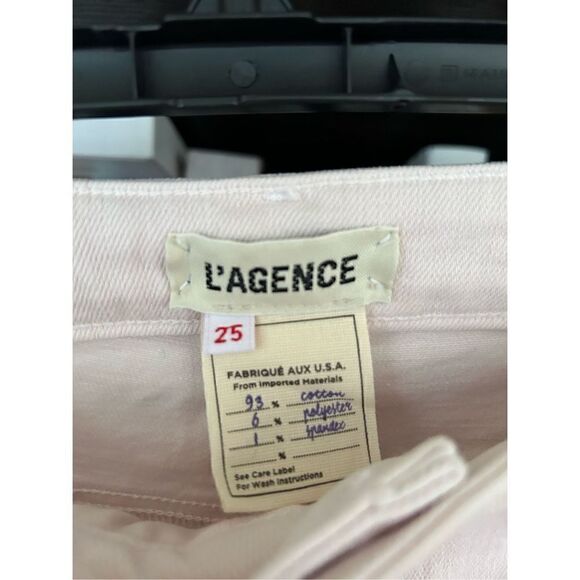 L'AGENCE
25
FABRIQUÉ AUX U.S.A.
From Imported Materials
93 % cotton
6 % polyester
1 % spandex
%
See Care Label
For Wash Instructions